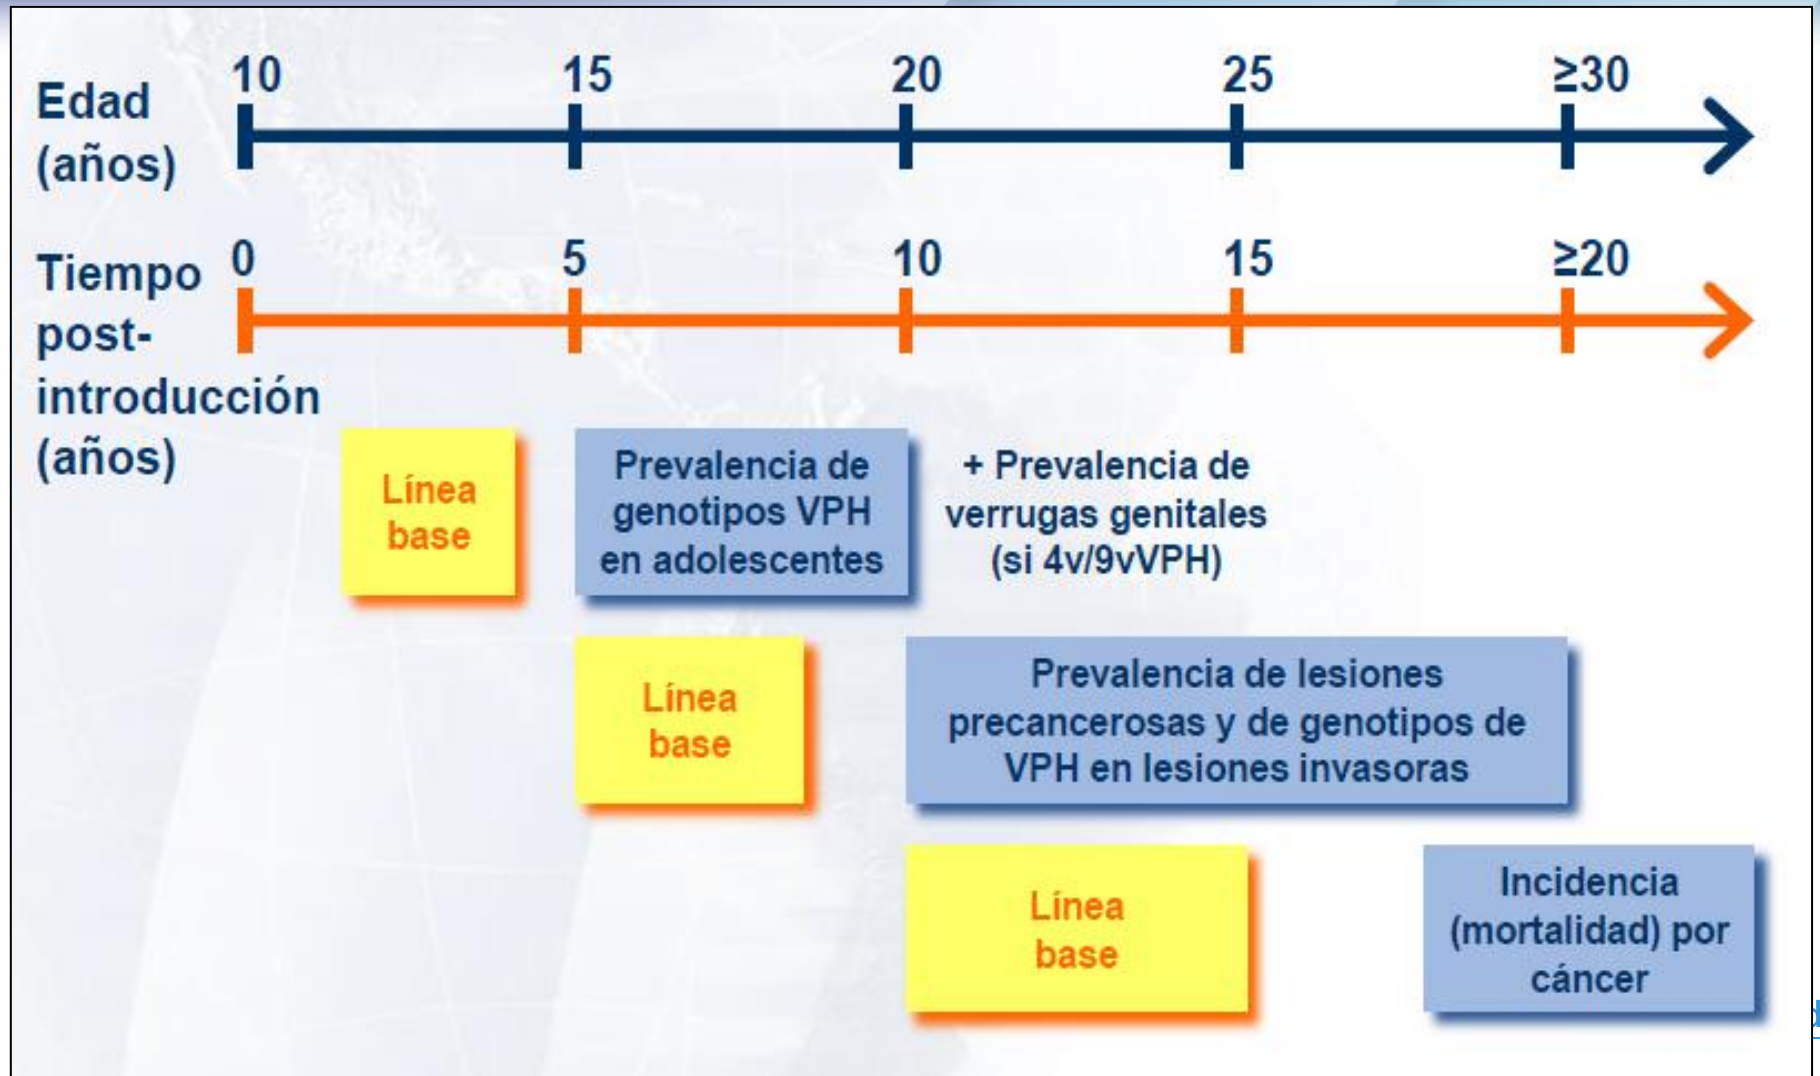 Edad
(años)
10 15 20 25 ≥30
Tiempo
post-
introducción
(años)
0 5 10 15 ≥20
Línea
base
Prevalencia de
genotipos VPH
en adolescentes
+ Prevalencia de
verrugas genitales
(si 4v/9vVPH)
Línea
base
Prevalencia de lesiones
precancerosas y de genotipos de
VPH en lesiones invasoras
Línea
base
Incidencia
(mortalidad) por
cáncer